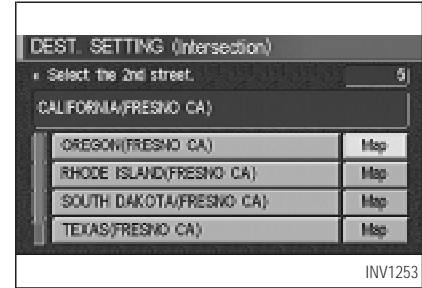 DEST. SETTING (Intersection)
Select the 2nd street. 5
CALIFORNIA(FRESNO CA)
OREGON(FRESNO CA) Map
RHODE ISLAND(FRESNO CA) Map
SOUTH DAKOTA(FRESNO CA) Map
TEXAS(FRESNO CA) Map
INV1253